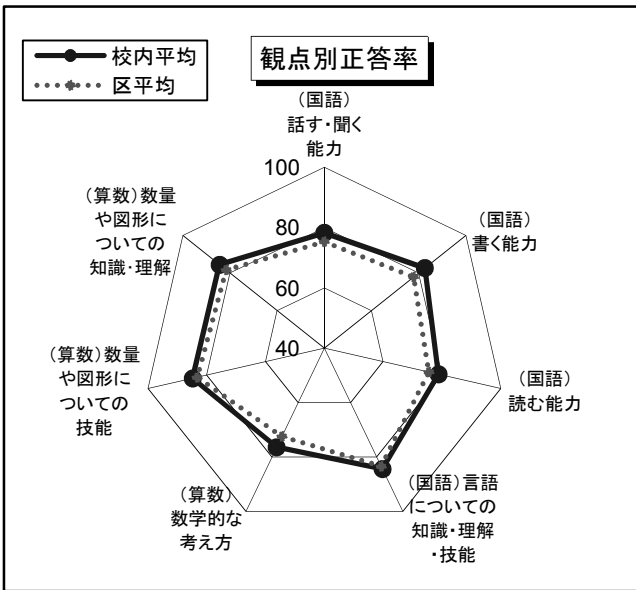 校内平均
区平均
観点別正答率
（国語）
話す・聞く
能力
（国語）
書く能力
（国語）
読む能力
（国語）言語
についての
知識・理解
・技能
（算数）
数学的な
考え方
（算数）数量
や図形に
ついての
技能
（算数）数量
や図形に
ついての
知識・理解
100
80
60
40